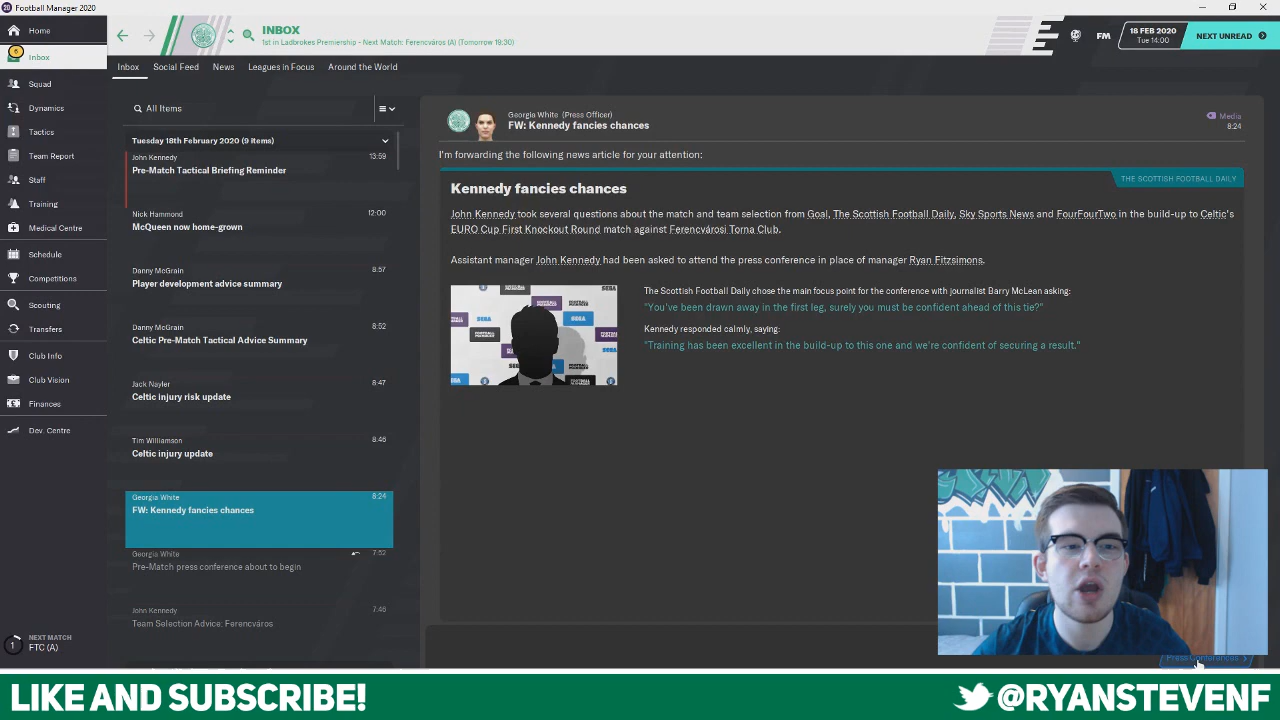 Football Manager 2020
Home
Inbox
Squad
Dynamics
Tactics
Team Report
Staff
Training
Medical Centre
Schedule
Competitions
Scouting
Transfers
Club Info
Club Vision
Finances
Dev. Centre
NEXT MATCH
FTC (A)
INBOX
1st in Ladbrokes Premiership - Next Match: Ferencváros (A) (Tomorrow 19:30)
FM
18 FEB 2020
Tue 14:00
NEXT UNREAD
Inbox Social Feed News Leagues in Focus Around the World
All Items
Tuesday 18th February 2020 (9 items)
John Kennedy 13:59
Pre-Match Tactical Briefing Reminder
Nick Hammond 12:00
McQueen now home-grown
Danny McGrain 8:57
Player development advice summary
Danny McGrain 8:52
Celtic Pre-Match Tactical Advice Summary
Jack Nayler 8:47
Celtic injury risk update
Tim Williamson 8:46
Celtic injury update
Georgia White 8:24
FW: Kennedy fancies chances
Georgia White 7:52
Pre-Match press conference about to begin
John Kennedy 7:46
Team Selection Advice: Ferencváros
Georgia White (Press Officer)
FW: Kennedy fancies chances
Media
8:24
I'm forwarding the following news article for your attention:
THE SCOTTISH FOOTBALL DAILY
Kennedy fancies chances
John Kennedy took several questions about the match and team selection from Goal, The Scottish Football Daily, Sky Sports News and FourFourTwo in the build-up to Celtic's
EURO Cup First Knockout Round match against Ferencvárosi Torna Club.
Assistant manager John Kennedy had been asked to attend the press conference in place of manager Ryan Fitzsimons.
The Scottish Football Daily chose the main focus point for the conference with journalist Barry McLean asking:
"You've been drawn away in the first leg, surely you must be confident ahead of this tie?"
Kennedy responded calmly, saying:
"Training has been excellent in the build-up to this one and we're confident of securing a result."
Press Conferences
LIKE AND SUBSCRIBE!
@RYANSTEVENF